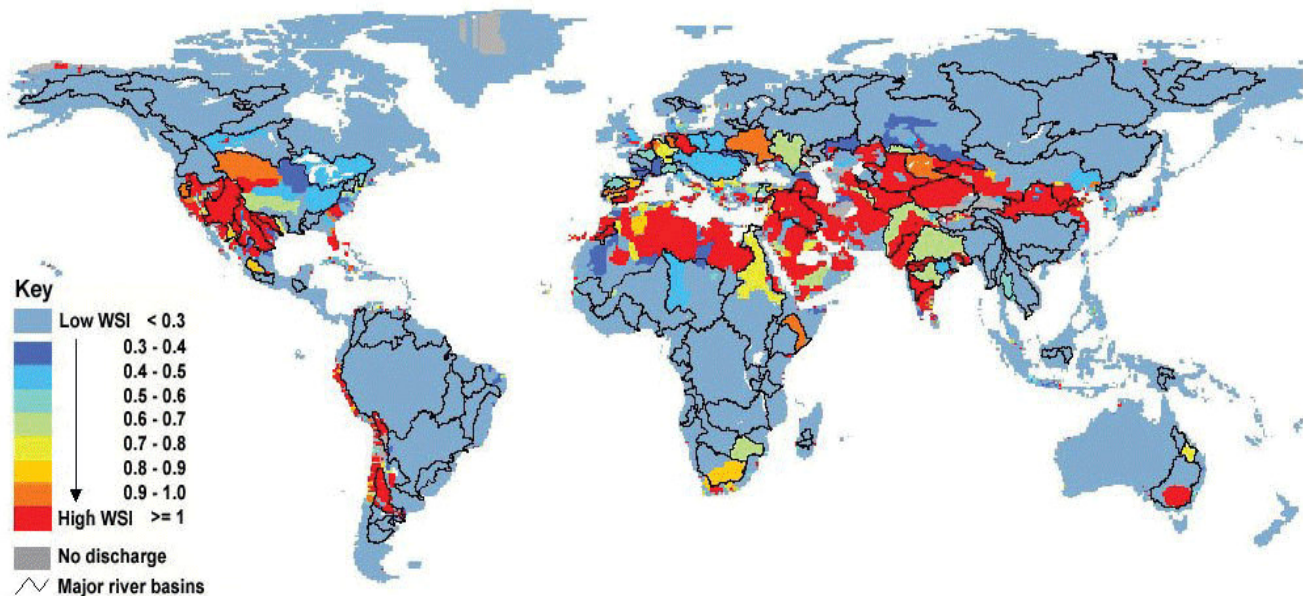 Key
Low WSI < 0.3
0.3 - 0.4
0.4 - 0.5
0.5 - 0.6
0.6 - 0.7
0.7 - 0.8
0.8 - 0.9
0.9 - 1.0
High WSI >= 1
No discharge
Major river basins